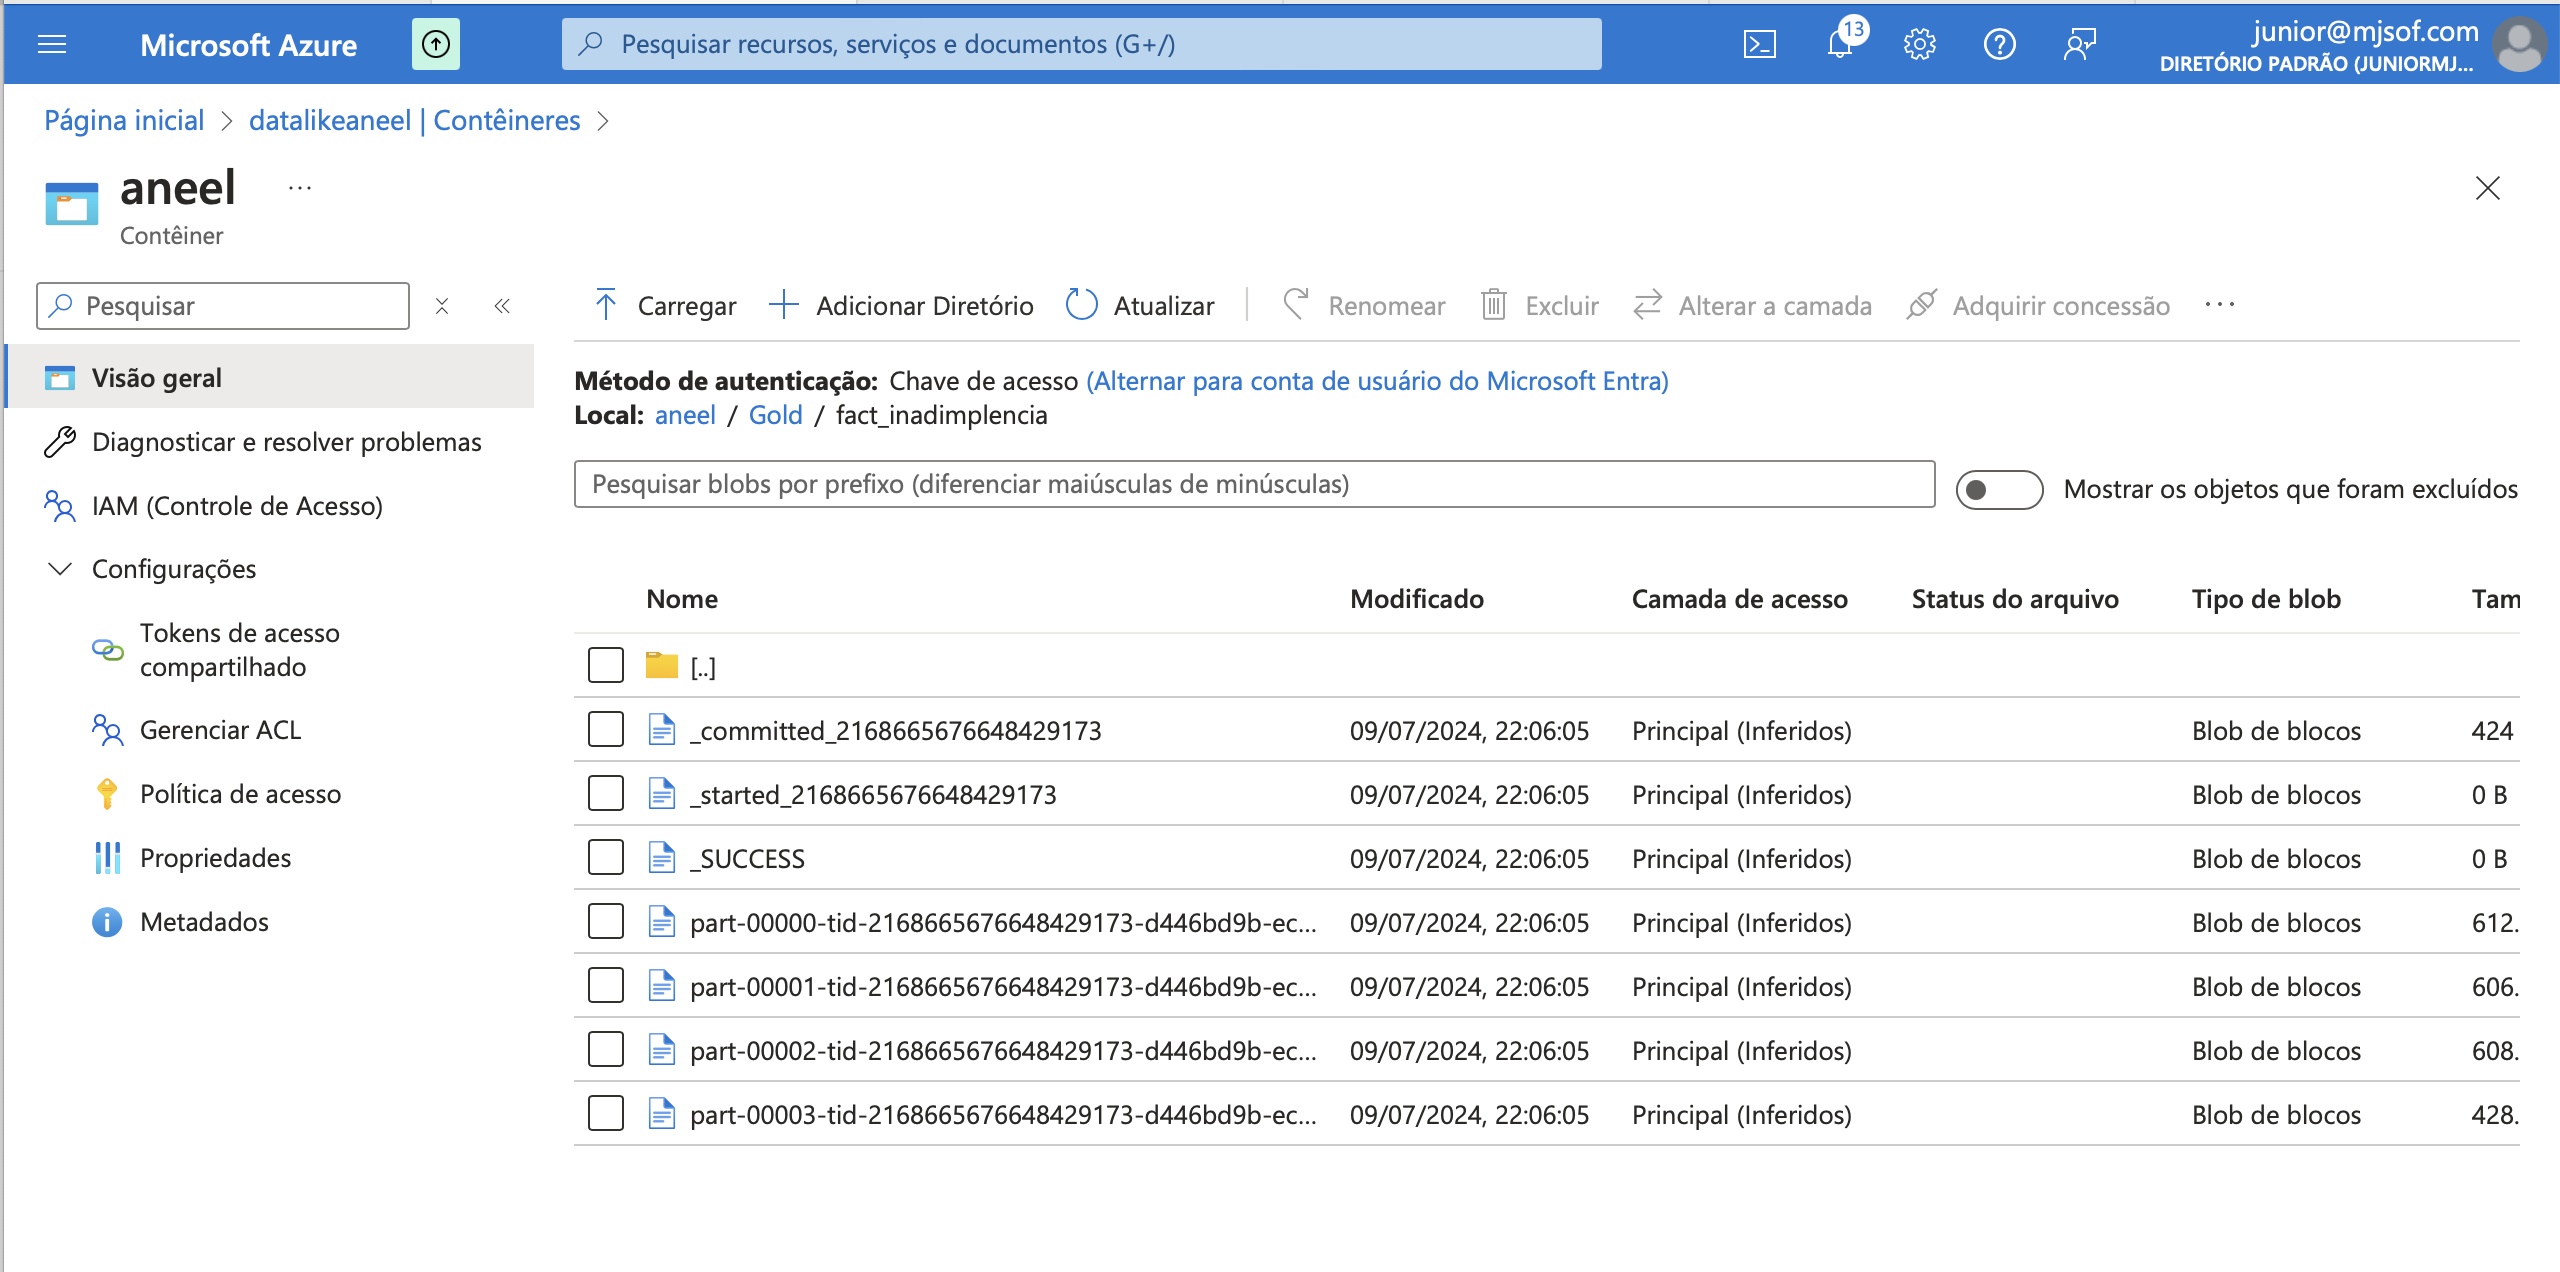 Microsoft Azure
Pesquisar recursos, serviços e documentos (G+/)
13
junior@mjsof.com
DIRETÓRIO PADRÃO (JUNIORMJ...
Página inicial > datalikeaneel | Contêineres >
aneel ...
Contêiner
Pesquisar
Visão geral
Diagnosticar e resolver problemas
IAM (Controle de Acesso)
Configurações
Tokens de acesso
compartilhado
Gerenciar ACL
Política de acesso
Propriedades
Metadados
Carregar Adicionar Diretório Atualizar Renomear Excluir Alterar a camada Adquirir concessão ...
Método de autenticação: Chave de acesso (Alternar para conta de usuário do Microsoft Entra)
Local: aneel / Gold / fact_inadimplencia
Pesquisar blobs por prefixo (diferenciar maiúsculas de minúsculas)
Mostrar os objetos que foram excluídos
Nome Modificado Camada de acesso Status do arquivo Tipo de blob Tam
[..]
_committed_2168665676648429173 09/07/2024, 22:06:05 Principal (Inferidos) Blob de blocos 424
_started_2168665676648429173 09/07/2024, 22:06:05 Principal (Inferidos) Blob de blocos 0 B
_SUCCESS 09/07/2024, 22:06:05 Principal (Inferidos) Blob de blocos 0 B
part-00000-tid-2168665676648429173-d446bd9b-ec... 09/07/2024, 22:06:05 Principal (Inferidos) Blob de blocos 612.
part-00001-tid-2168665676648429173-d446bd9b-ec... 09/07/2024, 22:06:05 Principal (Inferidos) Blob de blocos 606.
part-00002-tid-2168665676648429173-d446bd9b-ec... 09/07/2024, 22:06:05 Principal (Inferidos) Blob de blocos 608.
part-00003-tid-2168665676648429173-d446bd9b-ec... 09/07/2024, 22:06:05 Principal (Inferidos) Blob de blocos 428.